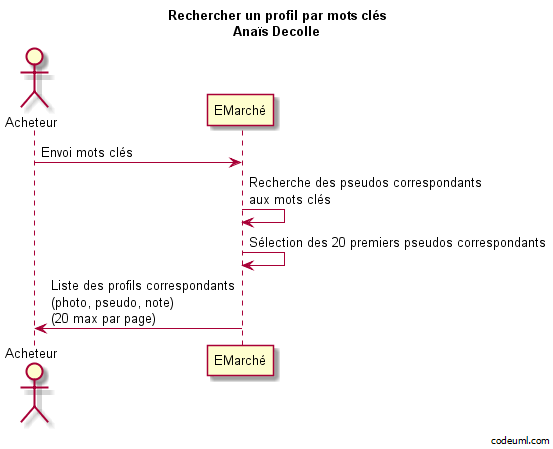 Rechercher un profil par mots clés
Anaïs Decolle
Acheteur
EMarché
Envoi mots clés
Recherche des pseudos correspondants
aux mots clés
Sélection des 20 premiers pseudos correspondants
Liste des profils correspondants
(photo, pseudo, note)
(20 max par page)
Acheteur
EMarché
codeuml.com